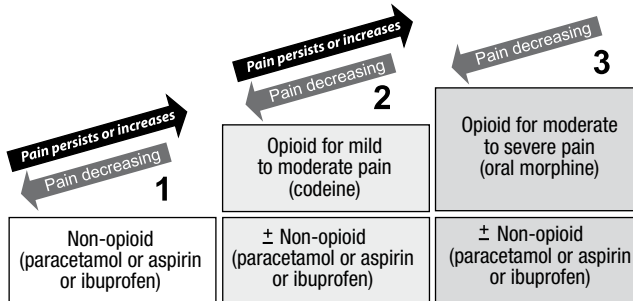 Pain persists or increases
Pain decreasing
1
Non-opioid
(paracetamol or aspirin
or ibuprofen)
Pain persists or increases
Pain decreasing
2
Opioid for mild
to moderate pain
(codeine)
± Non-opioid
(paracetamol or aspirin
or ibuprofen)
Pain decreasing
3
Opioid for moderate
to severe pain
(oral morphine)
± Non-opioid
(paracetamol or aspirin
or ibuprofen)